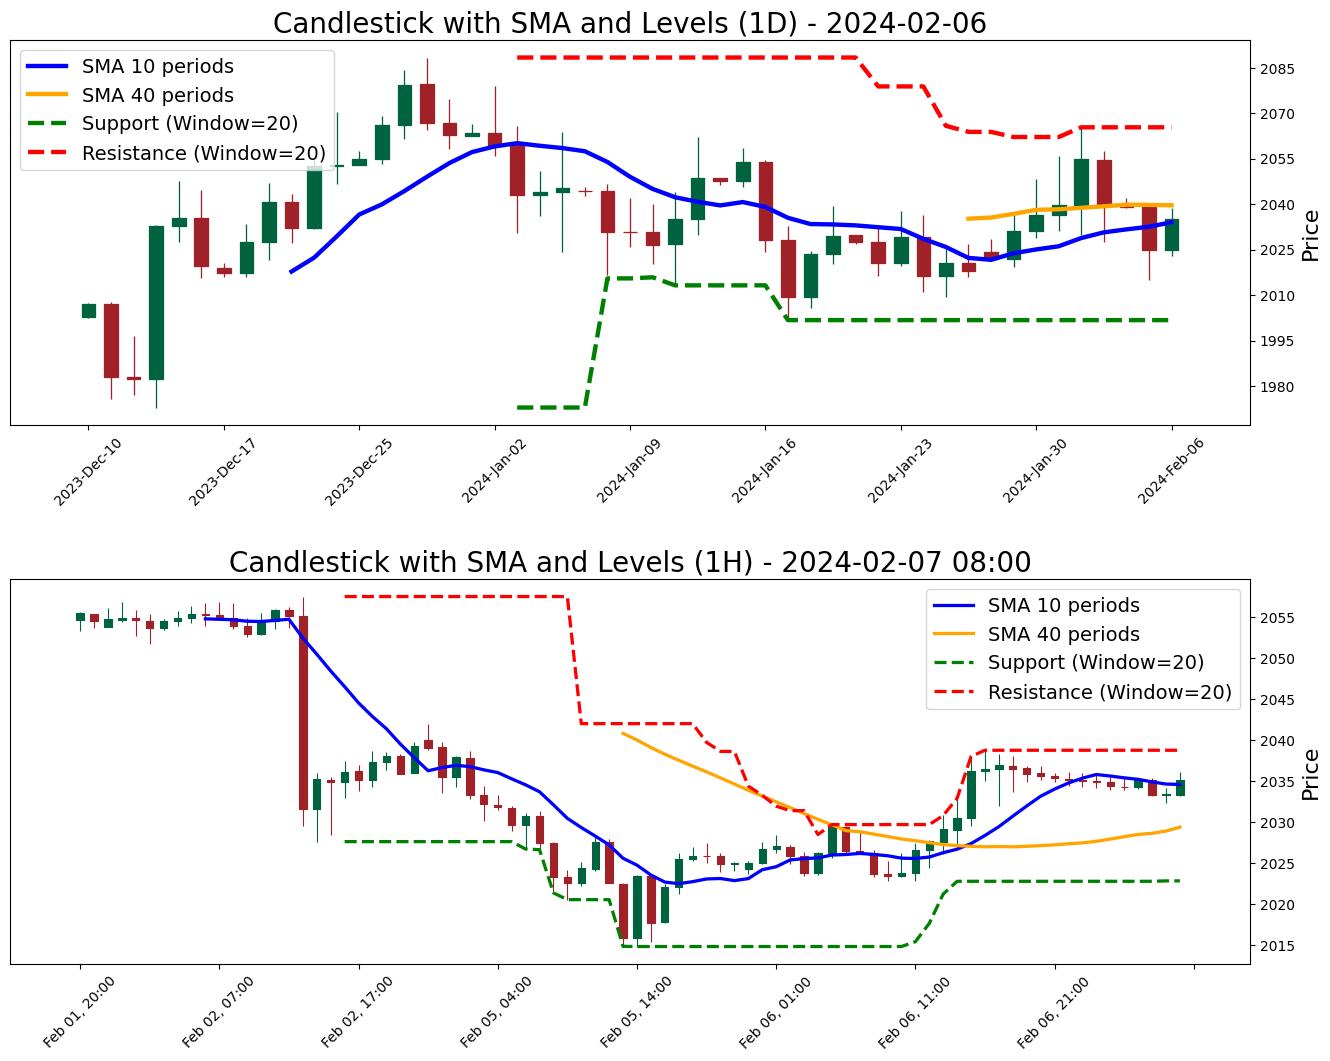 Candlestick with SMA and Levels (1D) - 2024-02-06
SMA 10 periods
SMA 40 periods
Support (Window=20)
Resistance (Window=20)
2085
2070
2055
2040
2025
2010
1995
1980
Price
2023-Dec-10
2023-Dec-17
2023-Dec-25
2024-Jan-02
2024-Jan-09
2024-Jan-16
2024-Jan-23
2024-Jan-30
2024-Feb-06
Candlestick with SMA and Levels (1H) - 2024-02-07 08:00
SMA 10 periods
SMA 40 periods
Support (Window=20)
Resistance (Window=20)
2055
2050
2045
2040
2035
2030
2025
2020
2015
Price
Feb 01, 20:00
Feb 02, 07:00
Feb 02, 17:00
Feb 05, 04:00
Feb 05, 14:00
Feb 06, 01:00
Feb 06, 11:00
Feb 06, 21:00